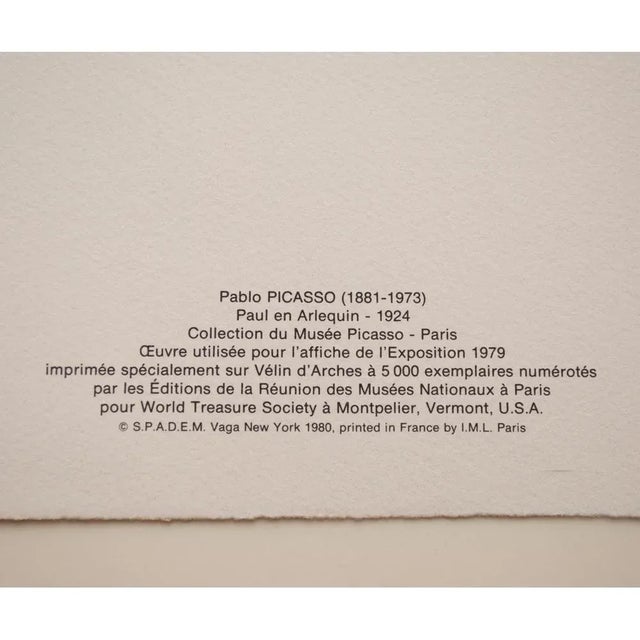 Pablo PICASSO (1881-1973)
Paul en Arlequin - 1924
Collection du Musée Picasso - Paris
Œuvre utilisée pour l'affiche de l'Exposition 1979
imprimée spécialement sur Vélin d'Arches à 5 000 exemplaires numérotés
par les Éditions de la Réunion des Musées Nationaux à Paris
pour World Treasure Society à Montpelier, Vermont, U.S.A.
© S.P.A.D.E.M. Vaga New York 1980, printed in France by I.M.L. Paris